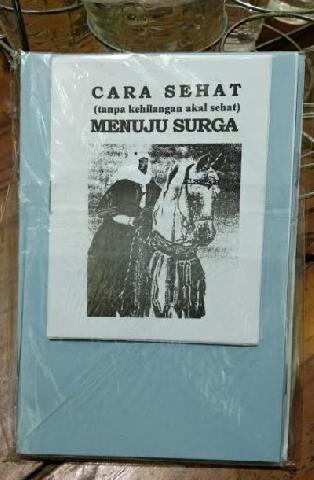 CARA SEHAT
(tanpa kehilangan akal sehat)
MENUJU SURGA